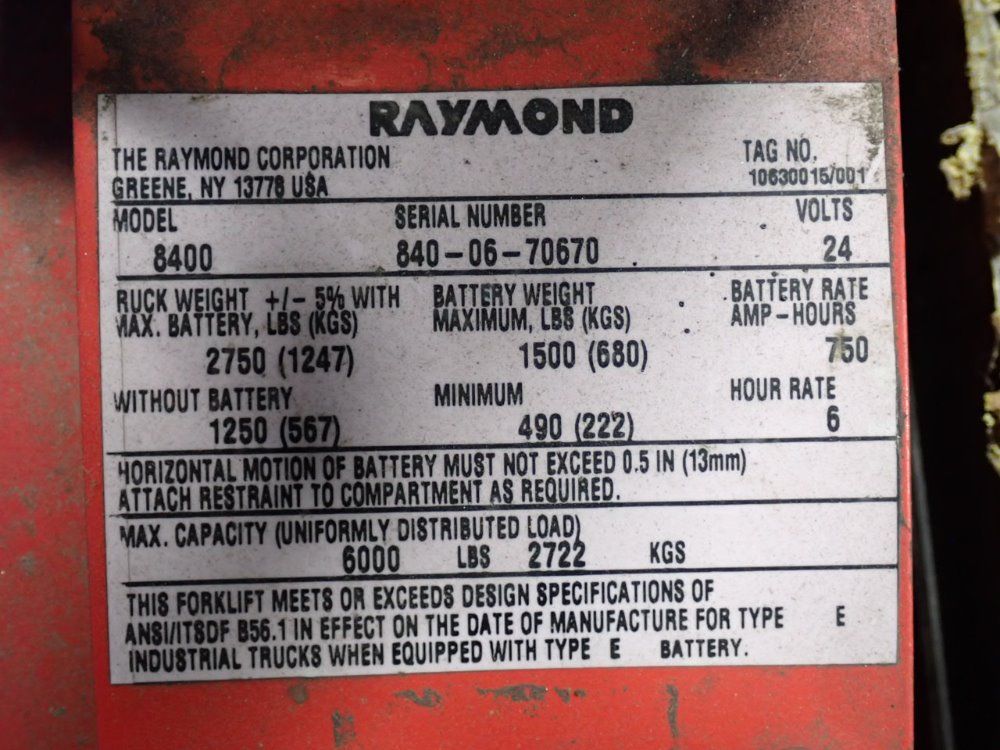 RAYMOND
THE RAYMOND CORPORATION
GREENE, NY 13778 USA
TAG NO.
10630015/001
MODEL SERIAL NUMBER VOLTS
8400 840-06-70670 24
RUCK WEIGHT +/- 5% WITH BATTERY WEIGHT BATTERY RATE
MAX. BATTERY, LBS (KGS) MAXIMUM, LBS (KGS) AMP-HOURS
2750 (1247) 1500 (680) 750
WITHOUT BATTERY MINIMUM HOUR RATE
1250 (567) 490 (222) 6
HORIZONTAL MOTION OF BATTERY MUST NOT EXCEED 0.5 IN (13mm)
ATTACH RESTRAINT TO COMPARTMENT AS REQUIRED.
MAX. CAPACITY (UNIFORMLY DISTRIBUTED LOAD)
6000 LBS 2722 KGS
THIS FORKLIFT MEETS OR EXCEEDS DESIGN SPECIFICATIONS OF
ANSI/ITSDF B56.1 IN EFFECT ON THE DATE OF MANUFACTURE FOR TYPE E
INDUSTRIAL TRUCKS WHEN EQUIPPED WITH TYPE E BATTERY.